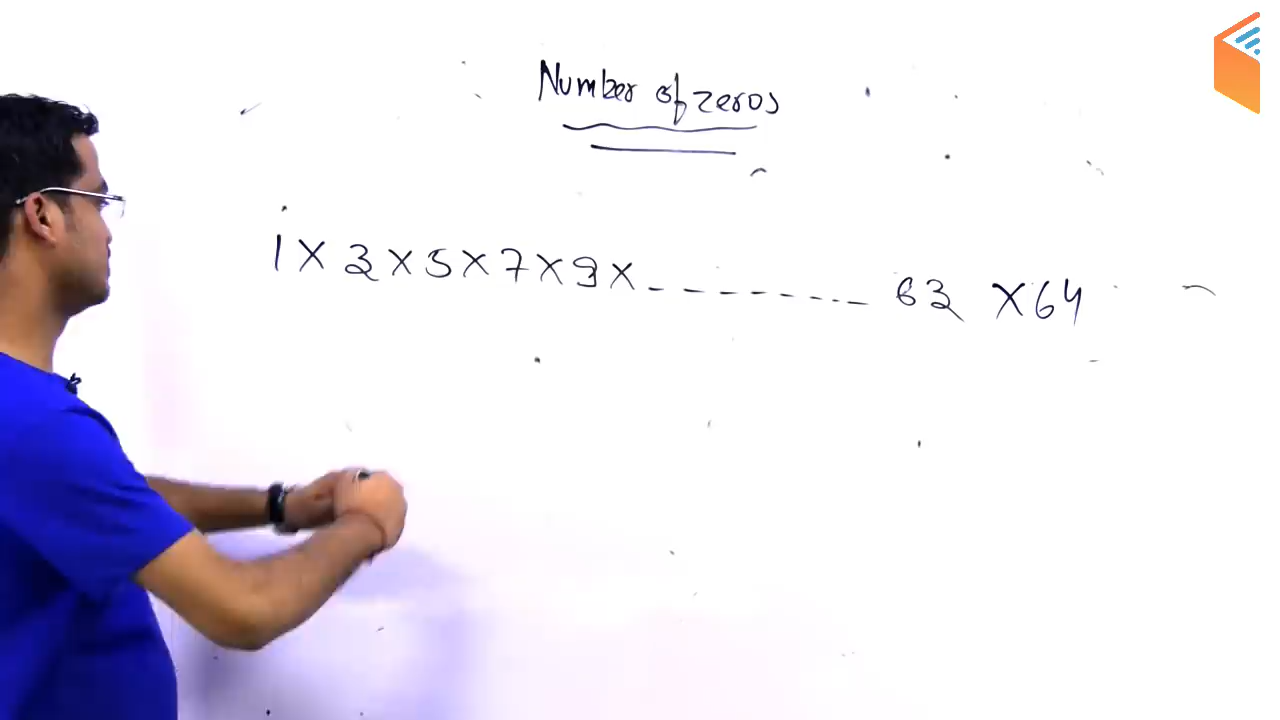 Number of zeros
1 X 3 X 5 X 7 X 9 X _ _ _ _ _ _ _ _ _ 63 X 64